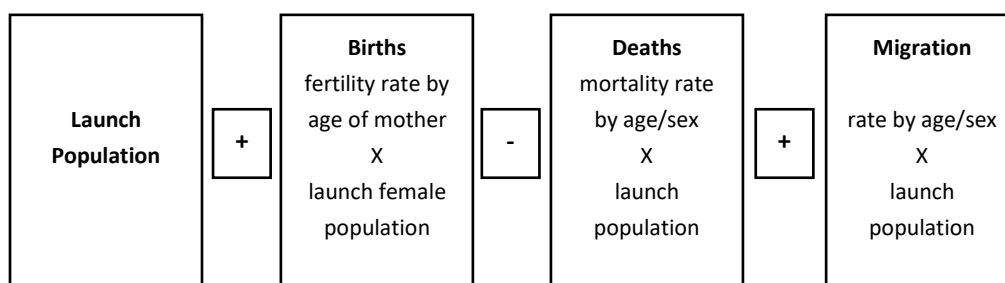 Launch
Population
+
Births
fertility rate by
age of mother
X
launch female
population
-
Deaths
mortality rate
by age/sex
X
launch
population
+
Migration
rate by age/sex
X
launch
population